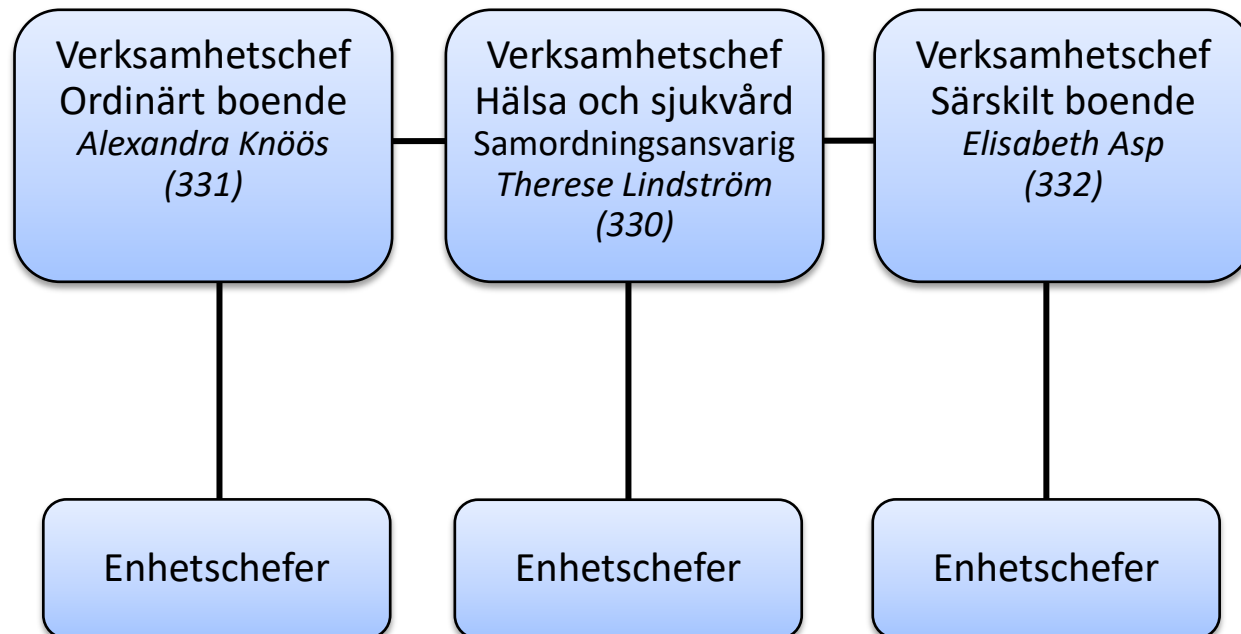 Verksamhetschef
Ordinärt boende
Alexandra Knöös
(331)
Verksamhetschef
Hälsa och sjukvård
Samordningsansvarig
Therese Lindström
(330)
Verksamhetschef
Särskilt boende
Elisabeth Asp
(332)
Enhetschefer
Enhetschefer
Enhetschefer